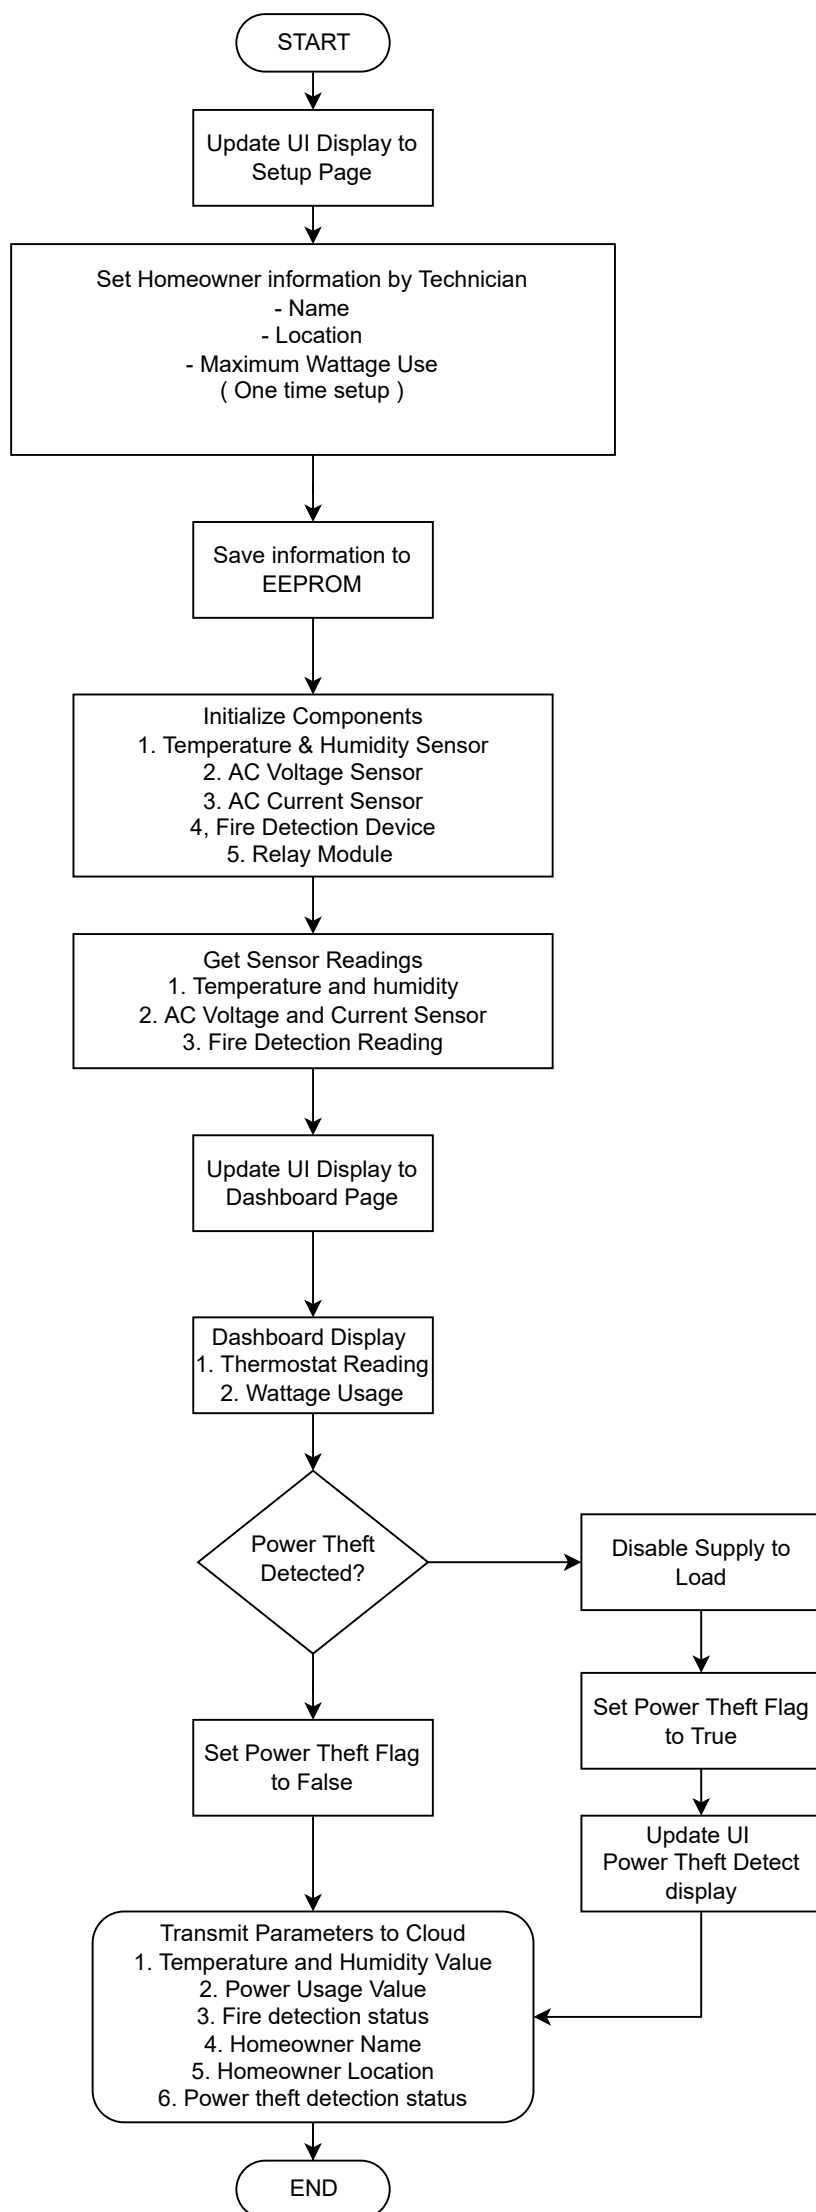 START
Update UI Display to
Setup Page
Set Homeowner information by Technician
- Name
- Location
- Maximum Wattage Use
( One time setup )
Save information to
EEPROM
Initialize Components
1. Temperature & Humidity Sensor
2. AC Voltage Sensor
3. AC Current Sensor
4, Fire Detection Device
5. Relay Module
Get Sensor Readings
1. Temperature and humidity
2. AC Voltage and Current Sensor
3. Fire Detection Reading
Update UI Display to
Dashboard Page
Dashboard Display
1. Thermostat Reading
2. Wattage Usage
Power Theft
Detected?
Disable Supply to
Load
Set Power Theft Flag
to True
Set Power Theft Flag
to False
Update UI
Power Theft Detect
display
Transmit Parameters to Cloud
1. Temperature and Humidity Value
2. Power Usage Value
3. Fire detection status
4. Homeowner Name
5. Homeowner Location
6. Power theft detection status
END